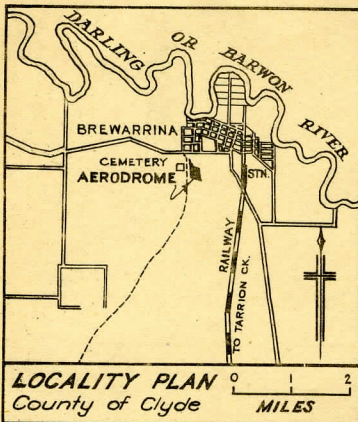 DARLING OR BARWON RIVER
BREWARRINA
CEMETERY
AERODROME
STN.
RAILWAY
TO TARRION CK.
LOCALITY PLAN
County of Clyde
0 1 2
MILES